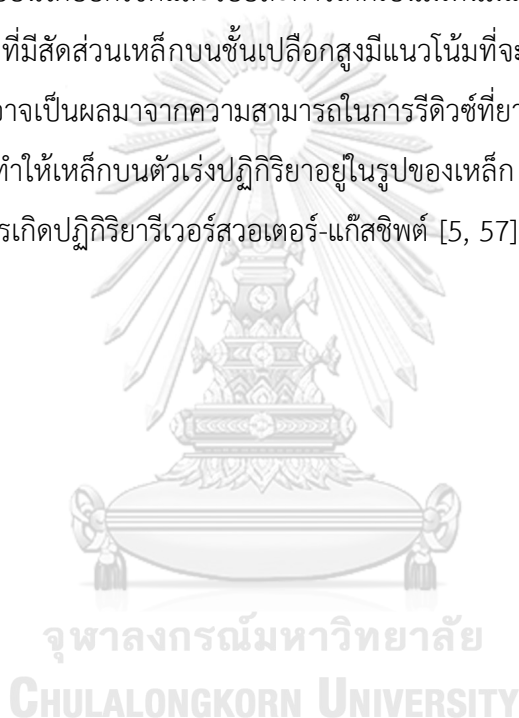 ที่มีสัดส่วนเหล็กบนชั้นเปลือกสูงมีแนวโน้มที่จะ
อาจเป็นผลมาจากความสามารถในการรีดิวซ์ที่ยา
ทำให้เหล็กบนตัวเร่งปฏิกิริยาอยู่ในรูปของเหล็ก
รเกิดปฏิกิริยารีเวอร์สวอเตอร์-แก๊สชิพต์ [5, 57]
จุฬาลงกรณ์มหาวิทยาลัย
CHULALONGKORN UNIVERSITY